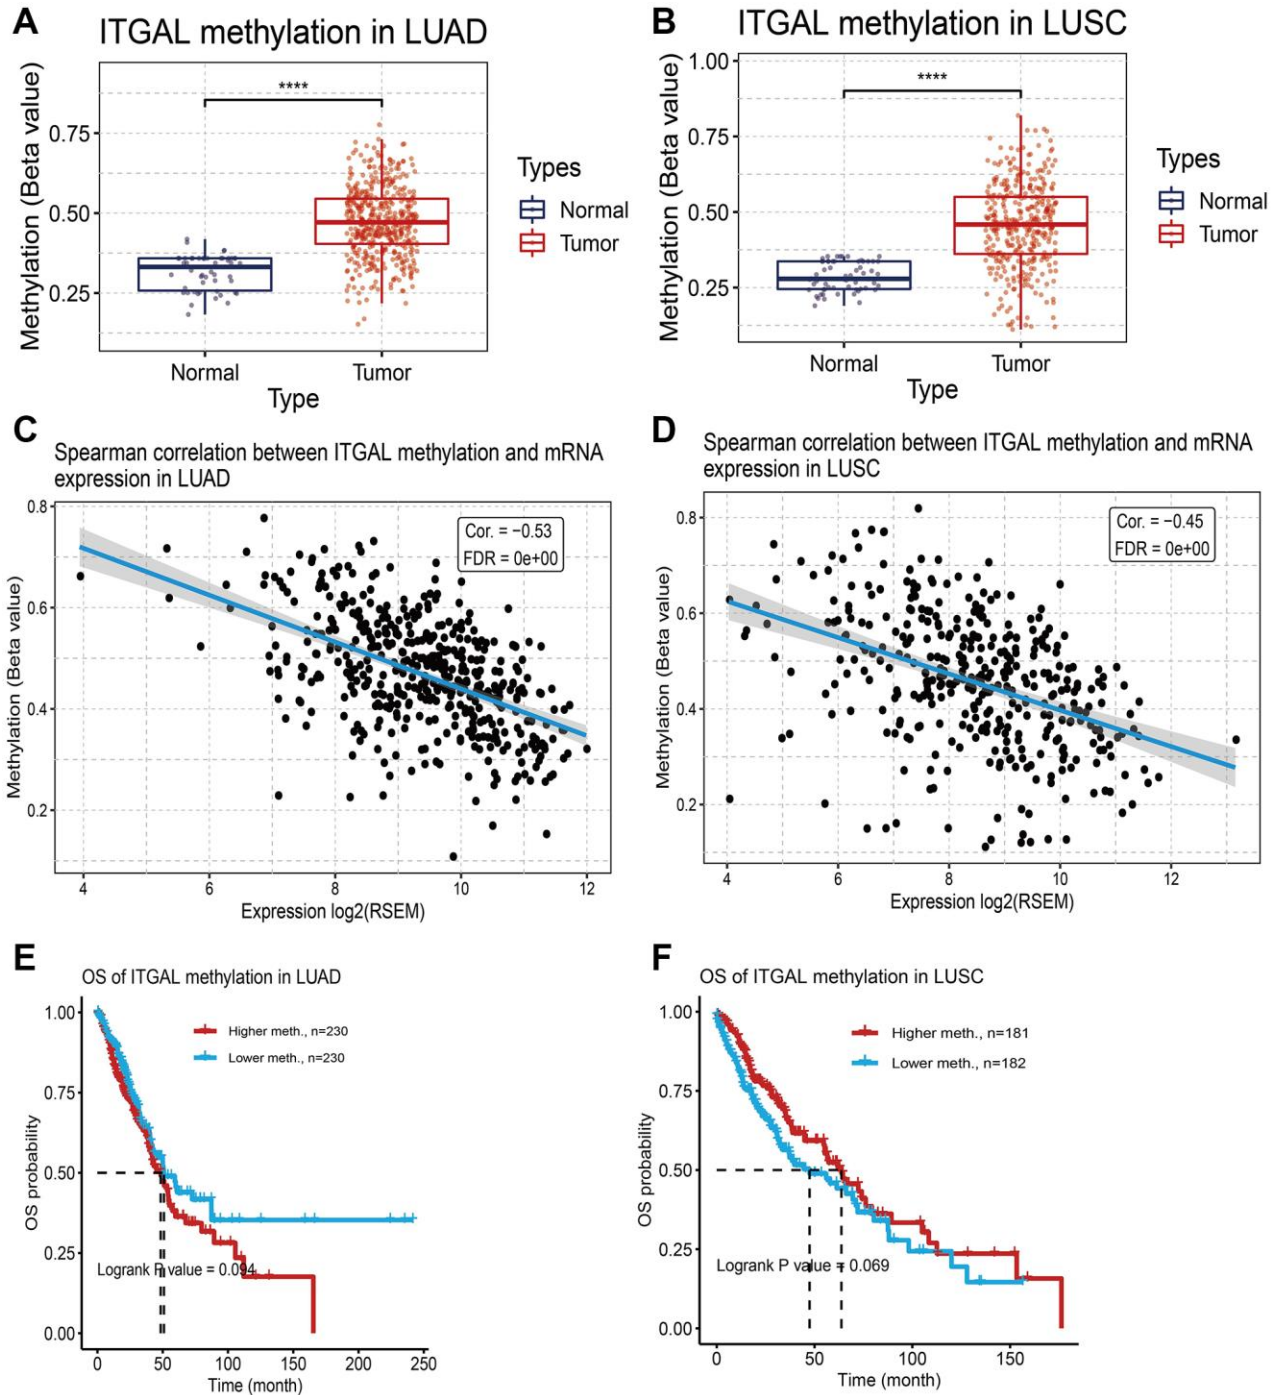 A
ITGAL methylation in LUAD
Methylation (Beta value)
0.75
0.50
0.25
****
Normal
Tumor
Type
Types
Normal
Tumor
B
ITGAL methylation in LUSC
Methylation (Beta value)
1.00
0.75
0.50
0.25
****
Normal
Tumor
Type
Types
Normal
Tumor
C
Spearman correlation between ITGAL methylation and mRNA
expression in LUAD
Methylation (Beta value)
0.8
0.6
0.4
0.2
Cor. = −0.53
FDR = 0e+00
4 6 8 10 12
Expression log2(RSEM)
D
Spearman correlation between ITGAL methylation and mRNA
expression in LUSC
Methylation (Beta value)
0.8
0.6
0.4
0.2
Cor. = −0.45
FDR = 0e+00
4 6 8 10 12
Expression log2(RSEM)
E
OS of ITGAL methylation in LUAD
OS probability
1.00
0.75
0.50
0.25
0.00
Higher meth., n=230
Lower meth., n=230
Logrank P value = 0.094
0 50 100 150 200 250
Time (month)
F
OS of ITGAL methylation in LUSC
OS probability
1.00
0.75
0.50
0.25
0.00
Higher meth., n=181
Lower meth., n=182
Logrank P value = 0.069
0 50 100 150
Time (month)